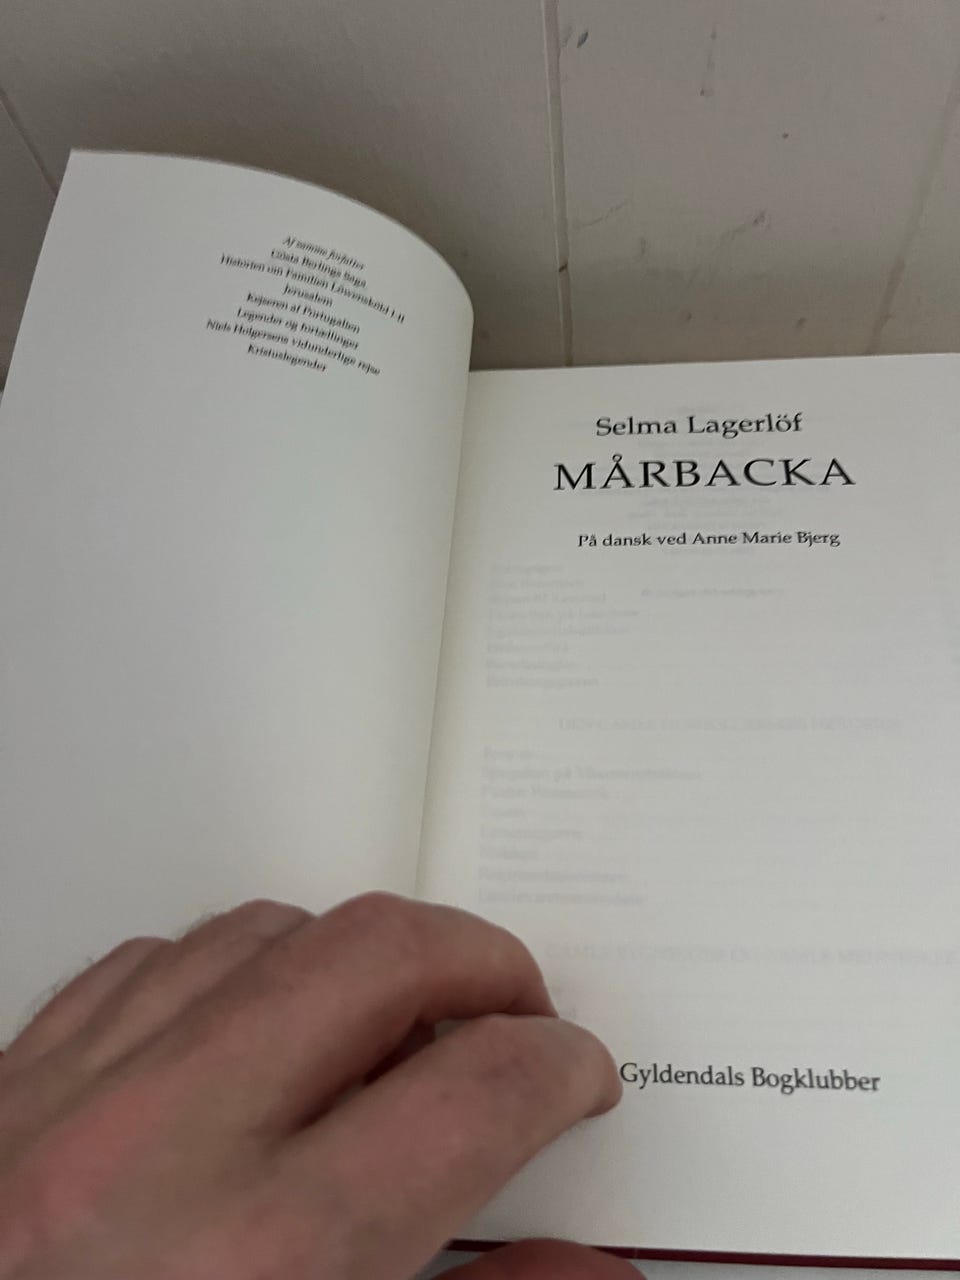 Af samme forfatter
Gösta Berlings Saga
Historien om Familien Löwensköld I-II
Jerusalem
Kejseren af Portugalien
Legender og fortællinger
Niels Holgersens vidunderlige rejse
Kristuslegender
Selma Lagerlöf
MÅRBACKA
På dansk ved Anne Marie Bjerg
Gyldendals Bogklubber